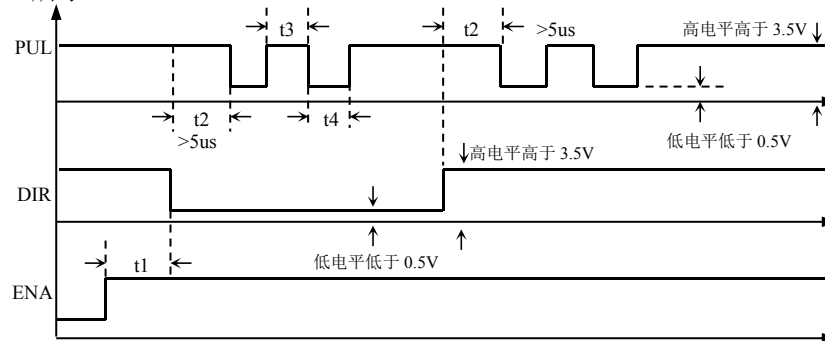 t3
t2
>5us
高电平高于 3.5V
PUL
t2
t4
>5us
低电平低于 0.5V
高电平高于 3.5V
DIR
t1
低电平低于 0.5V
ENA